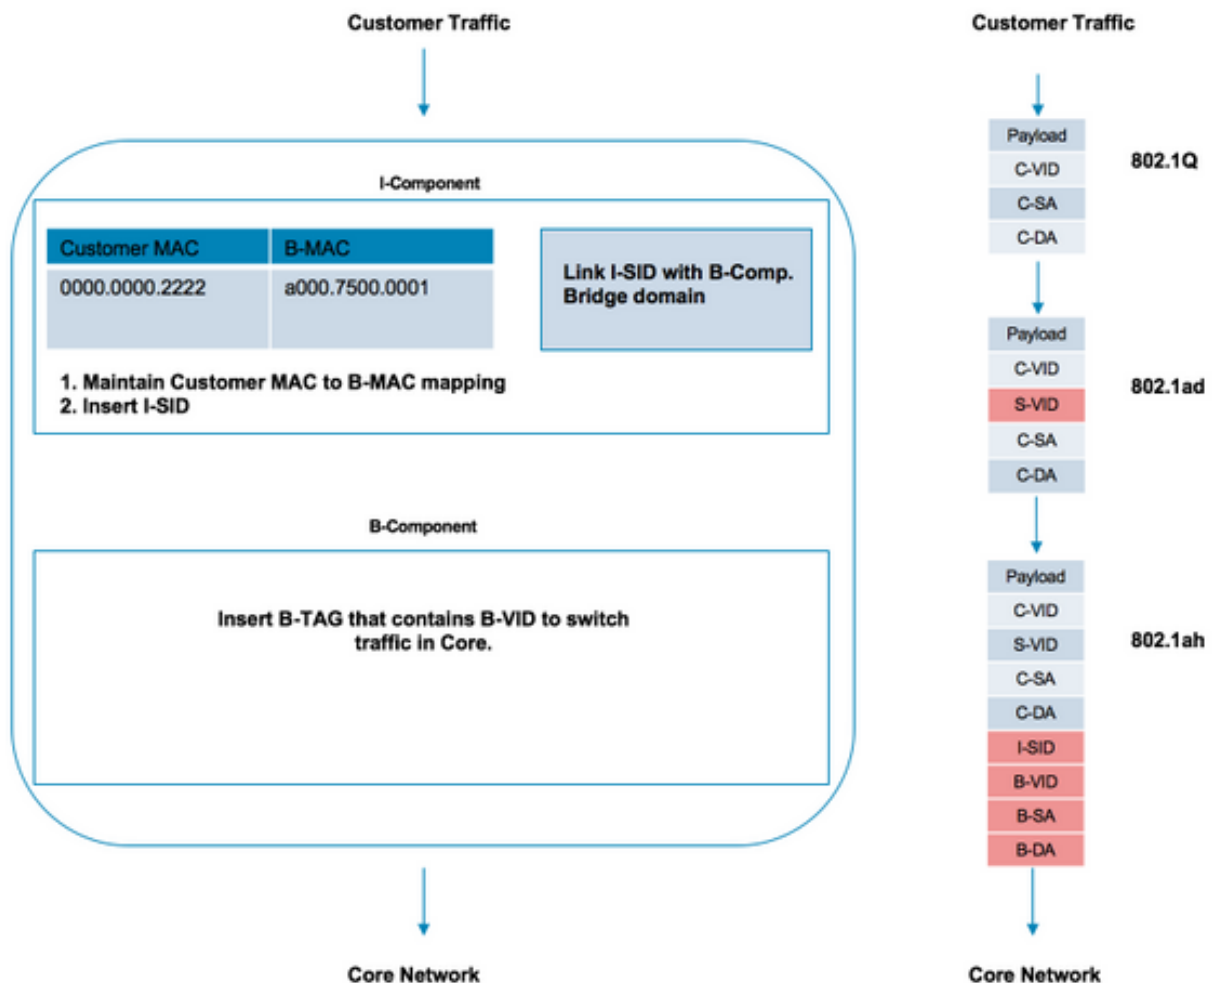 Customer Traffic
I-Component
Customer MAC B-MAC
0000.0000.2222 a000.7500.0001
Link I-SID with B-Comp.
Bridge domain
1. Maintain Customer MAC to B-MAC mapping
2. Insert I-SID
B-Component
Insert B-TAG that contains B-VID to switch
traffic in Core.
Core Network
Customer Traffic
Payload
C-VID
C-SA
C-DA
802.1Q
Payload
C-VID
S-VID
C-SA
C-DA
802.1ad
Payload
C-VID
S-VID
C-SA
C-DA
I-SID
B-VID
B-SA
B-DA
802.1ah
Core Network